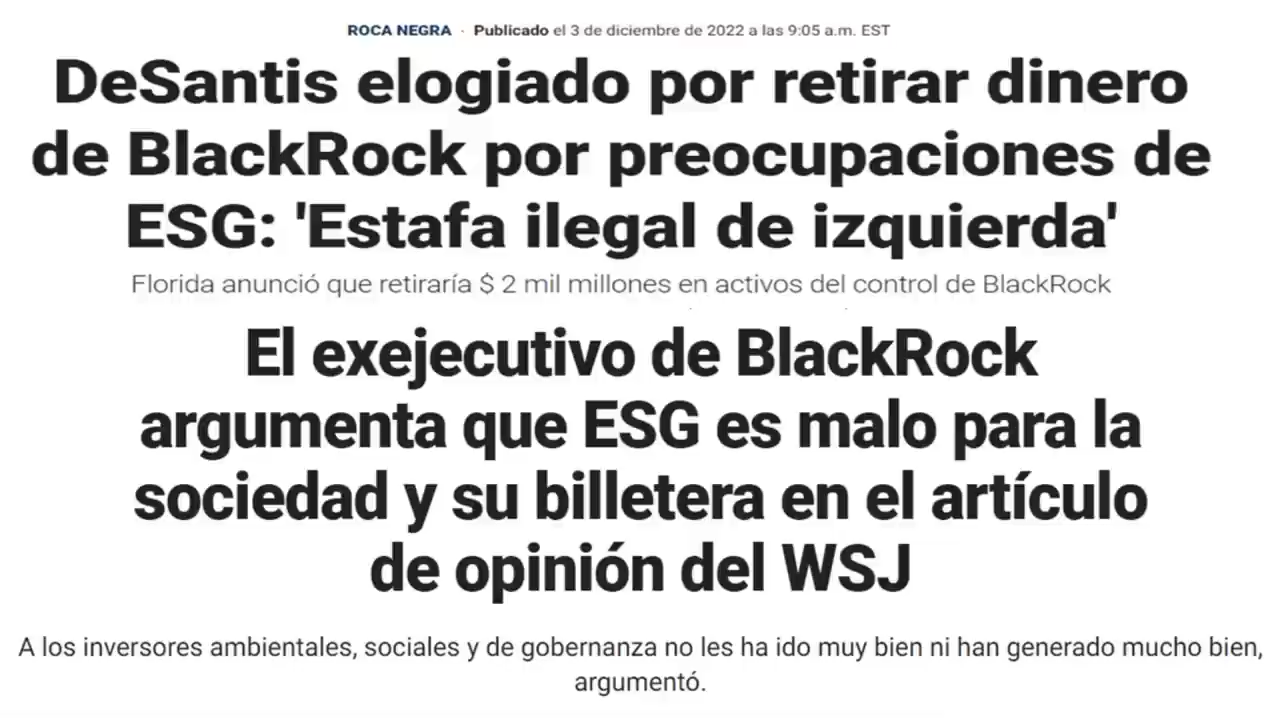 ROCA NEGRA · Publicado el 3 de diciembre de 2022 a las 9:05 a.m. EST
DeSantis elogiado por retirar dinero
de BlackRock por preocupaciones de
ESG: 'Estafa ilegal de izquierda'
Florida anunció que retiraría $ 2 mil millones en activos del control de BlackRock
El exejecutivo de BlackRock
argumenta que ESG es malo para la
sociedad y su billetera en el artículo
de opinión del WSJ
A los inversores ambientales, sociales y de gobernanza no les ha ido muy bien ni han generado mucho bien,
argumentó.